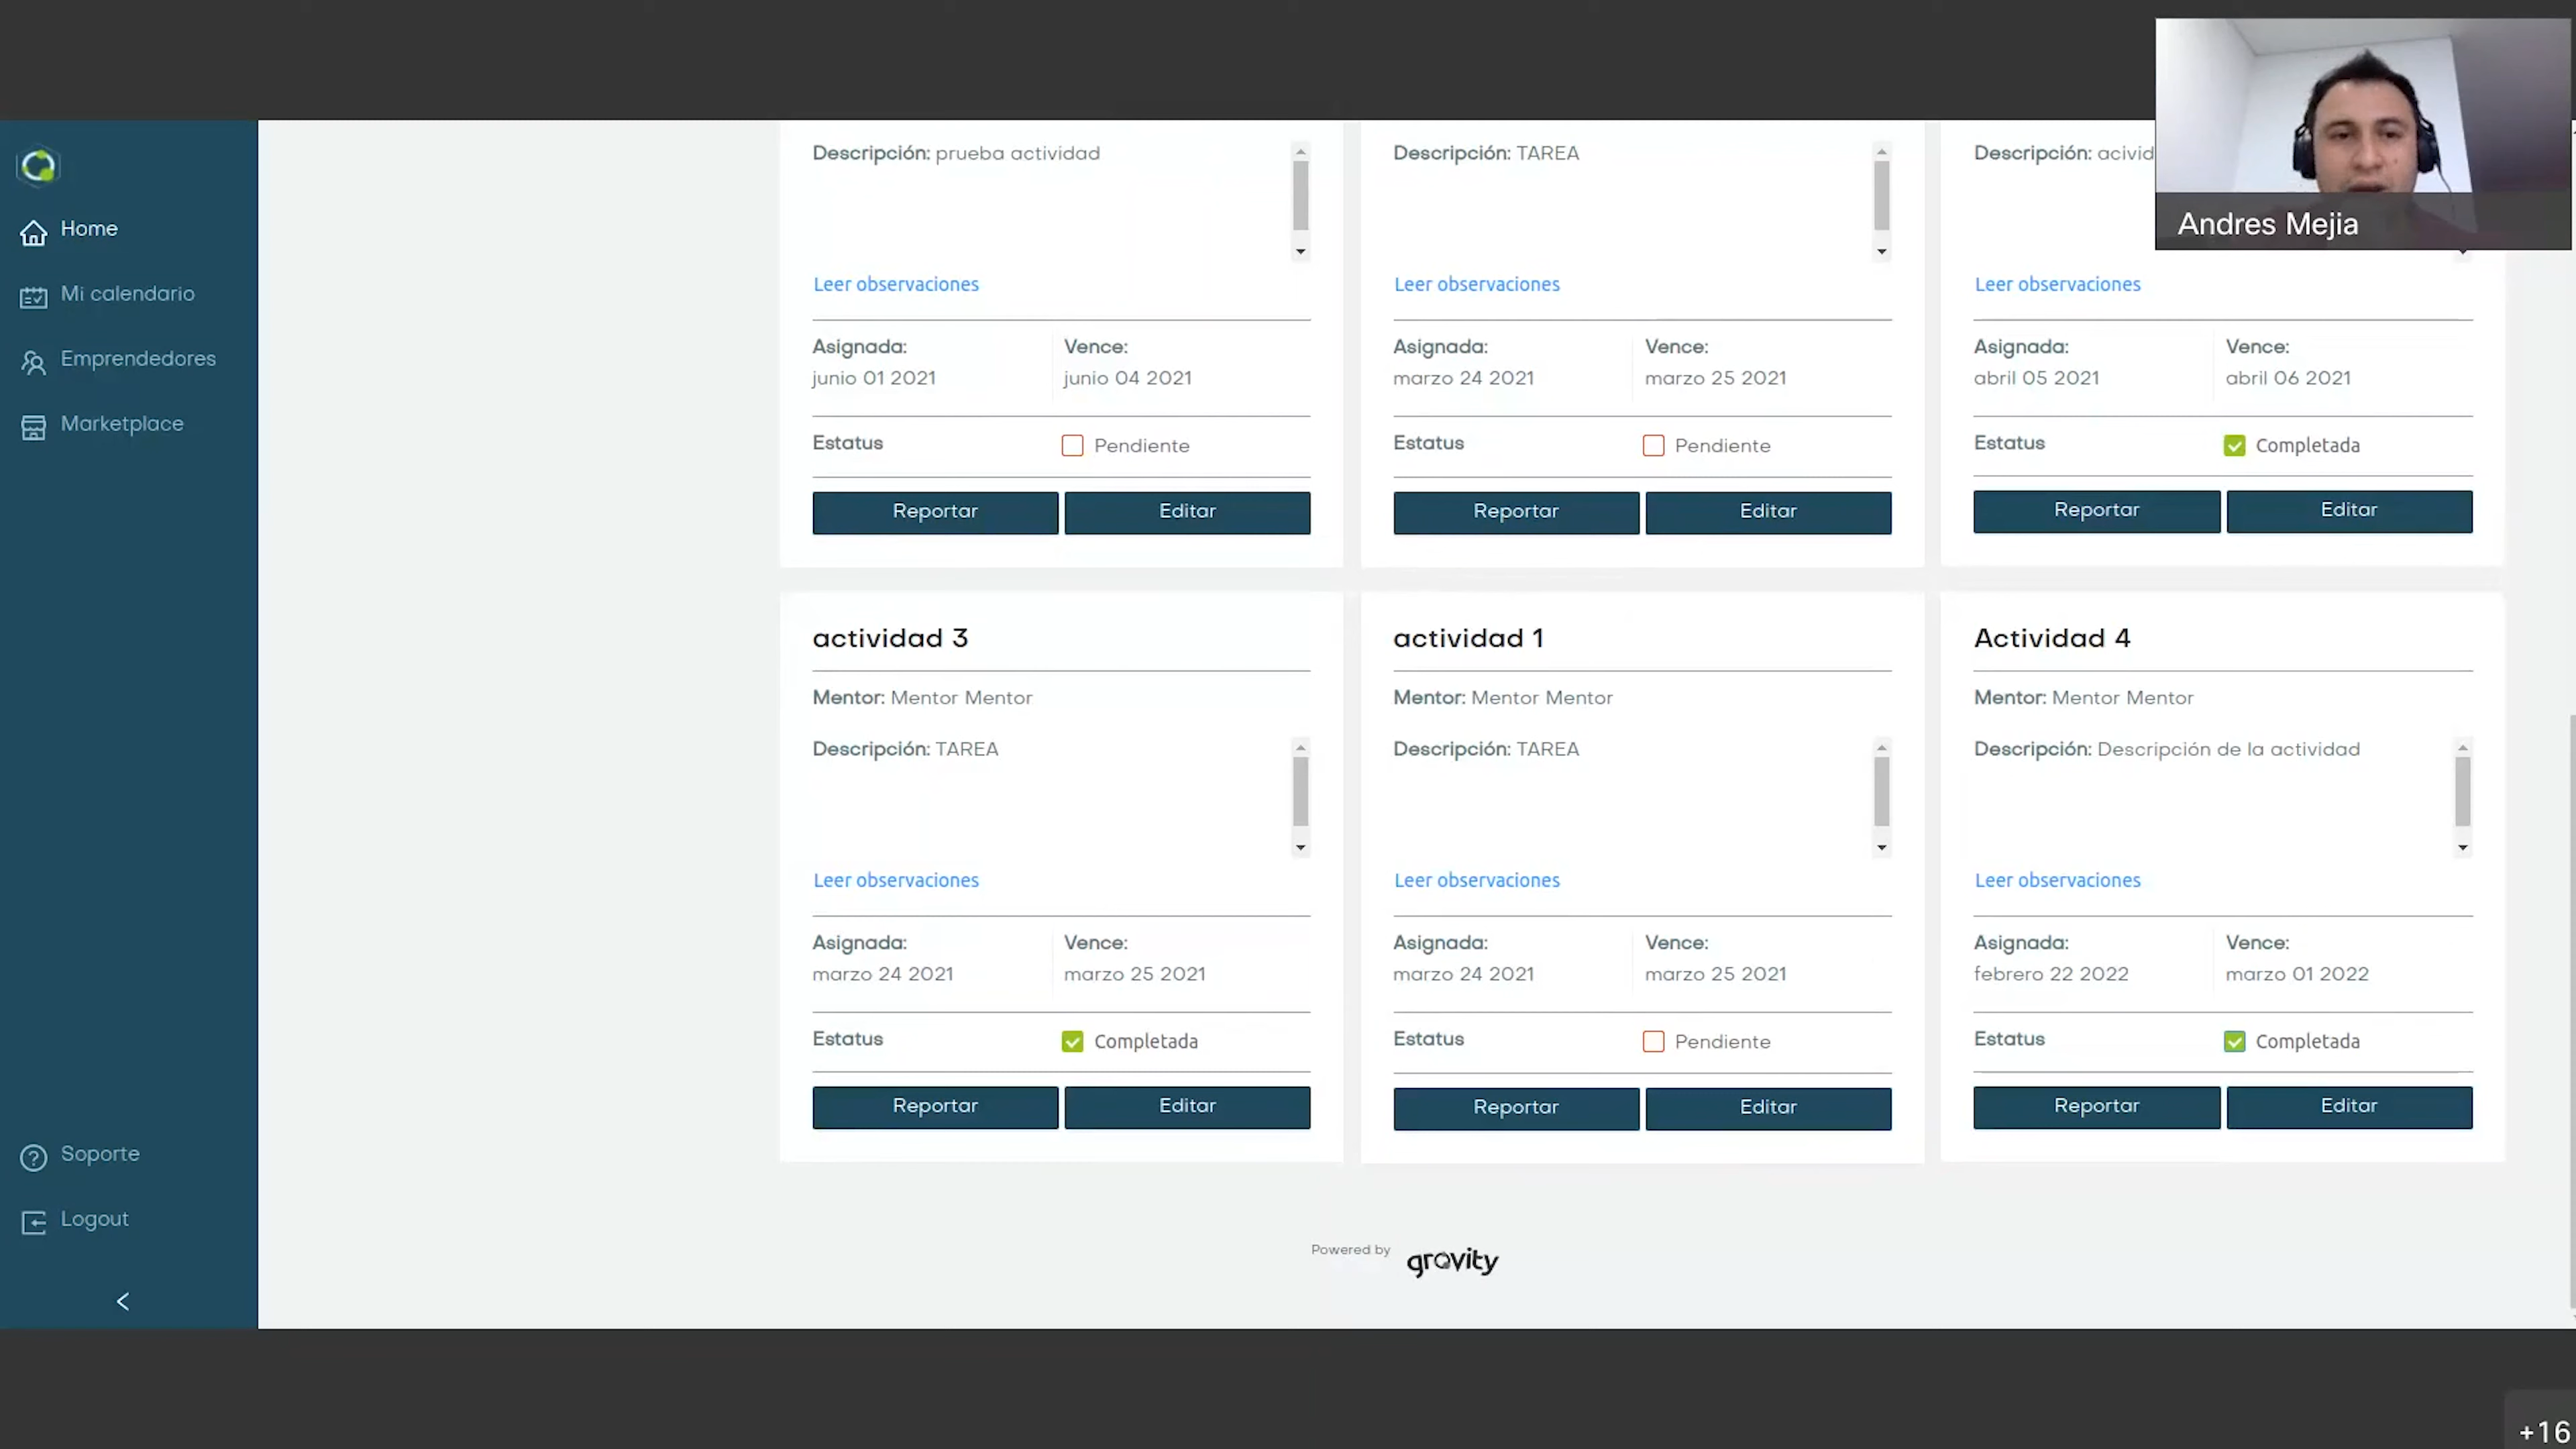 Andres Mejia
Home
Mi calendario
Emprendedores
Marketplace
Soporte
Logout
Descripción: prueba actividad
Leer observaciones
Asignada:
Vence:
junio 01 2021
junio 04 2021
Estatus
Pendiente
Reportar
Editar
Descripción: TAREA
Leer observaciones
Asignada:
Vence:
marzo 24 2021
marzo 25 2021
Estatus
Pendiente
Reportar
Editar
Descripción: acivid
Leer observaciones
Asignada:
Vence:
abril 05 2021
abril 06 2021
Estatus
Completada
Reportar
Editar
actividad 3
Mentor: Mentor Mentor
Descripción: TAREA
Leer observaciones
Asignada:
Vence:
marzo 24 2021
marzo 25 2021
Estatus
Completada
Reportar
Editar
actividad 1
Mentor: Mentor Mentor
Descripción: TAREA
Leer observaciones
Asignada:
Vence:
marzo 24 2021
marzo 25 2021
Estatus
Pendiente
Reportar
Editar
Actividad 4
Mentor: Mentor Mentor
Descripción: Descripción de la actividad
Leer observaciones
Asignada:
Vence:
febrero 22 2022
marzo 01 2022
Estatus
Completada
Reportar
Editar
Powered by
gravity
+16